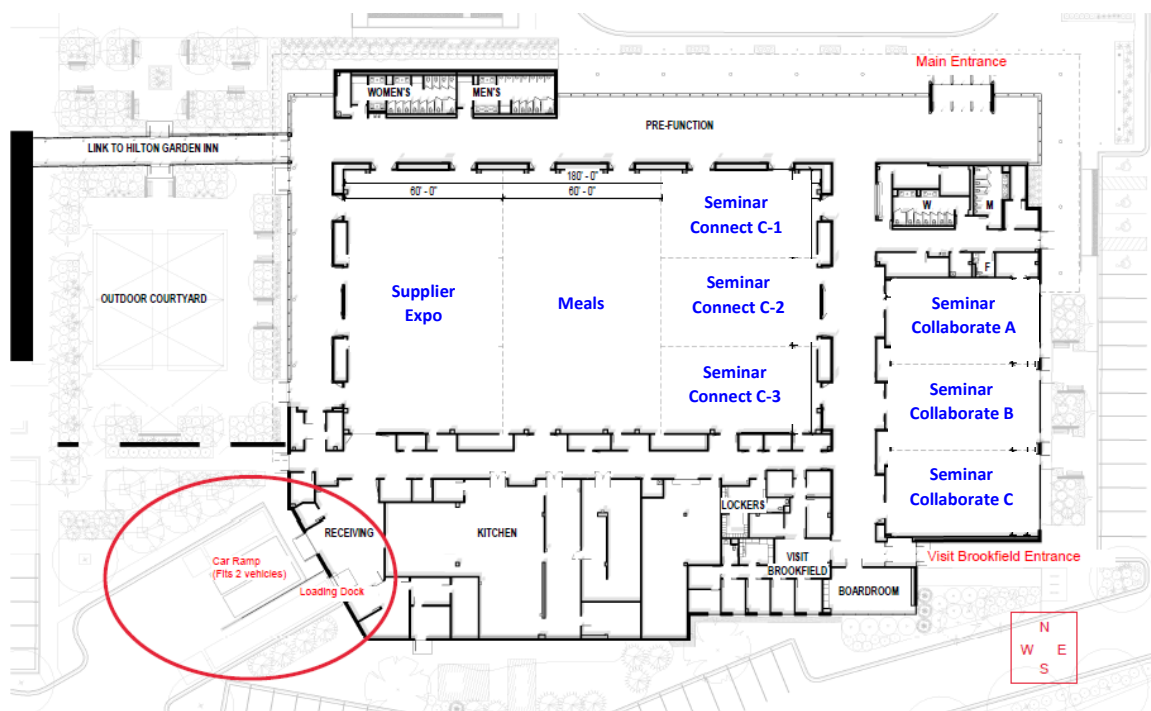 Main Entrance
WOMEN'S
MEN'S
PRE-FUNCTION
LINK TO HILTON GARDEN INN
180' - 0"
60' - 0"
60' - 0"
Seminar
Connect C-1
W
M
F
OUTDOOR COURTYARD
Supplier
Expo
Meals
Seminar
Connect C-2
Seminar
Collaborate A
Seminar
Connect C-3
Seminar
Collaborate B
Seminar
Collaborate C
LOCKERS
RECEIVING
KITCHEN
VISIT
BROOKFIELD
Visit Brookfield Entrance
Car Ramp
(Fits 2 vehicles)
Loading Dock
BOARDROOM
N
W E
S